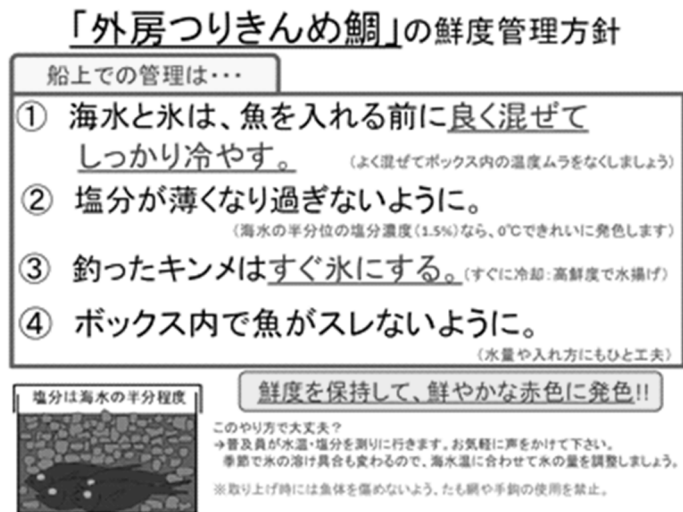 「外房つりきんめ鯛」の鮮度管理方針
船上での管理は・・・
① 海水と氷は、魚を入れる前に良く混ぜて
しっかり冷やす。 （よく混ぜてボックス内の温度ムラをなくしましょう）
② 塩分が薄くなり過ぎないように。
（海水の半分位の塩分濃度（1.5%）なら、0℃できれいに発色します）
③ 釣ったキンメはすぐ氷にする。（すぐに冷却：高鮮度で水揚げ）
④ ボックス内で魚がスレないように。
（水量や入れ方にもひと工夫）
鮮度を保持して、鮮やかな赤色に発色!!
塩分は海水の半分程度
このやり方で大丈夫？
→普及員が水温・塩分を測りに行きます。お気軽に声をかけて下さい。
季節で氷の溶け具合も変わるので、海水温に合わせて氷の量を調整しましょう。
※取り上げ時には魚体を傷めないよう、たも網や手鉤の使用を禁止。